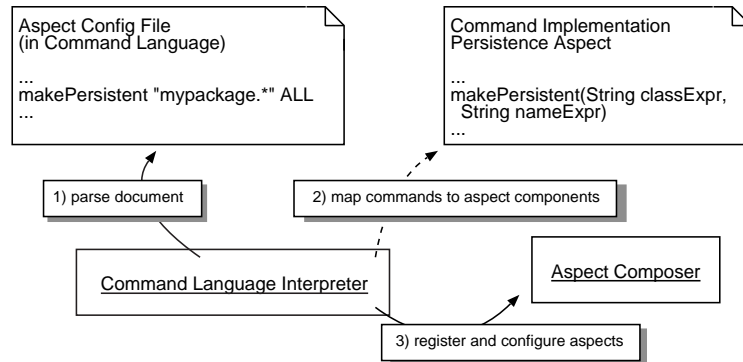 Aspect Config File
(in Command Language)
...
makePersistent "mypackage.*" ALL
...
Command Implementation
Persistence Aspect
...
makePersistent(String classExpr,
String nameExpr)
...
1) parse document
2) map commands to aspect components
Command Language Interpreter
Aspect Composer
3) register and configure aspects